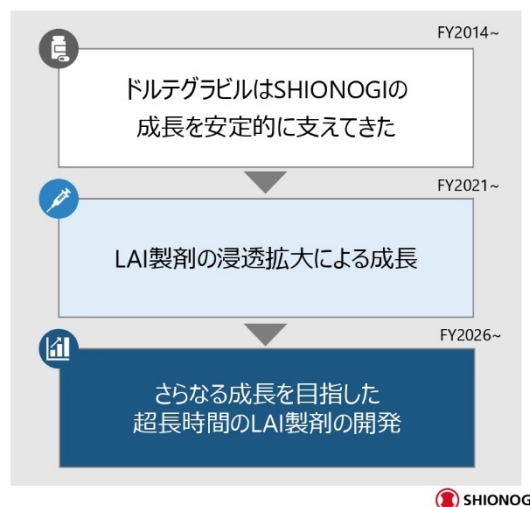 FY2014~
ドルテグラビルはSHIONOGIの
成長を安定的に支えてきた
FY2021~
LAI製剤の浸透拡大による成長
FY2026~
さらなる成長を目指した
超長時間のLAI製剤の開発
SHIONOG